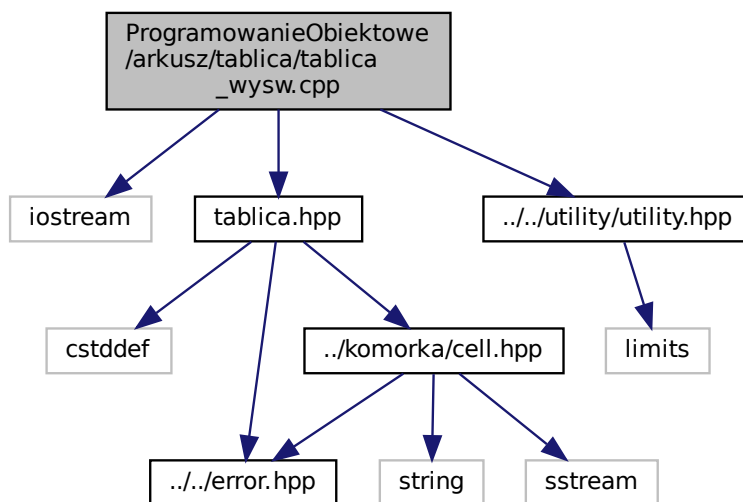 ProgramowanieObiektowe
/arkusz/tablica/tablica
_wysw.cpp
iostream
tablica.hpp
../../utility/utility.hpp
cstddef
../komorka/cell.hpp
limits
../../error.hpp
string
sstream